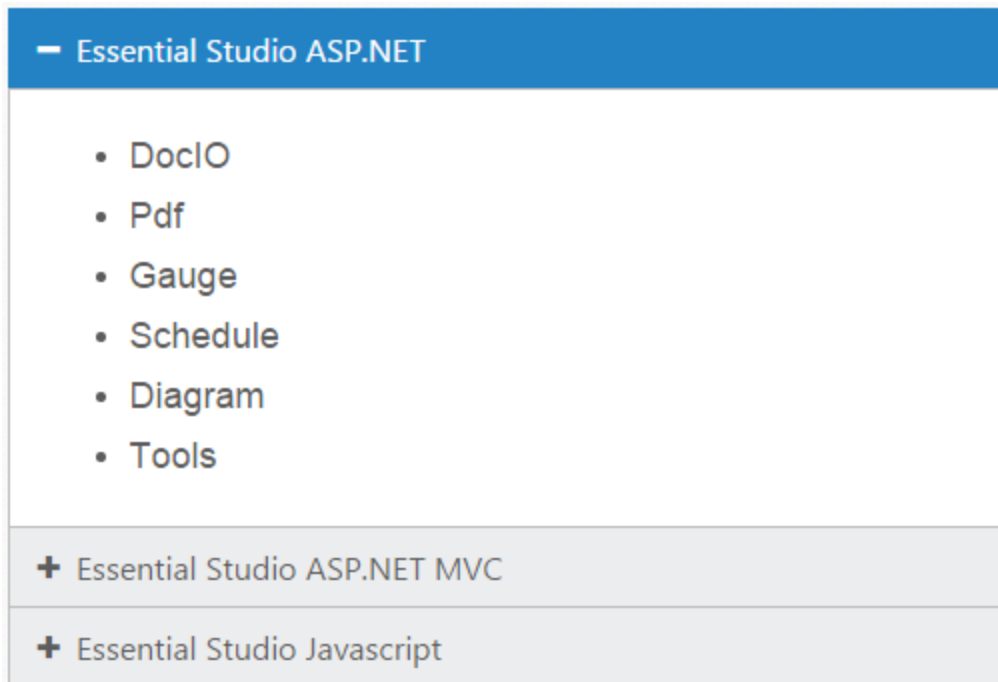 Essential Studio ASP.NET
DocIO
Pdf
Gauge
Schedule
Diagram
Tools
Essential Studio ASP.NET MVC
Essential Studio Javascript